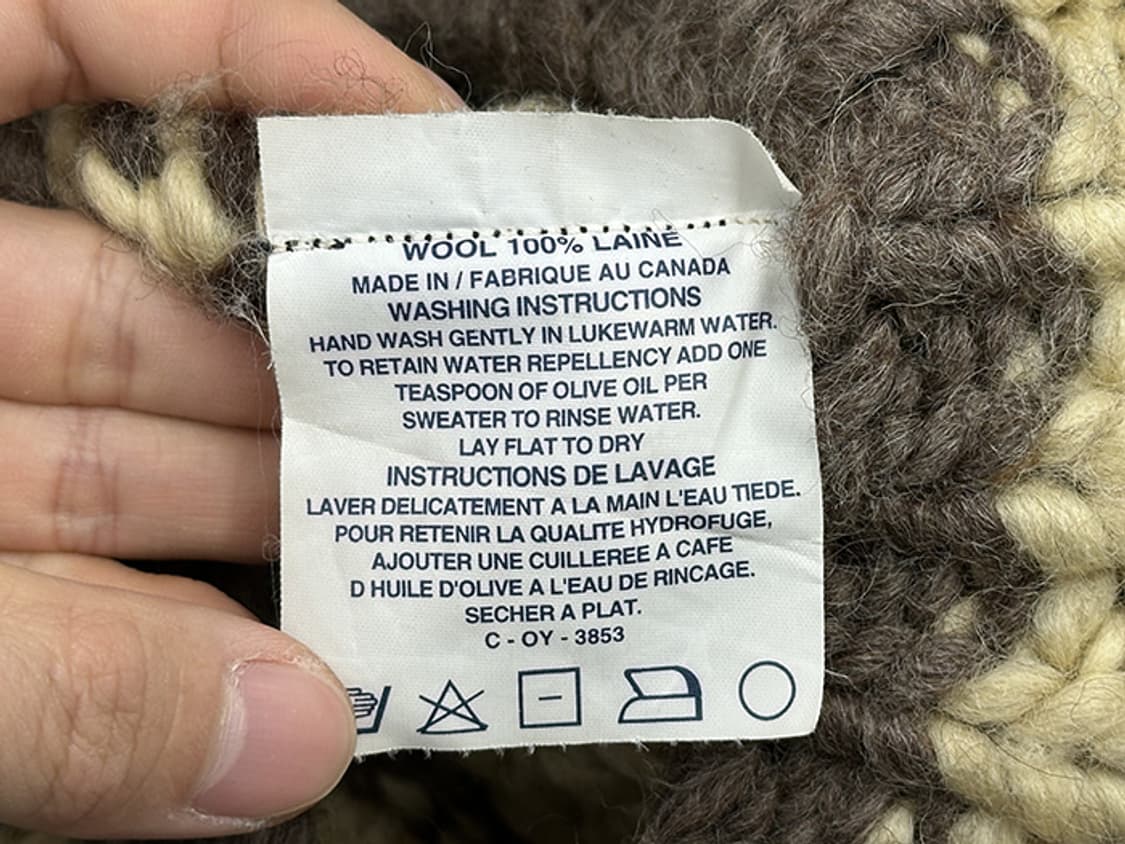 WOOL 100% LAINE
MADE IN / FABRIQUE AU CANADA
WASHING INSTRUCTIONS
HAND WASH GENTLY IN LUKEWARM WATER.
TO RETAIN WATER REPELLENCY ADD ONE
TEASPOON OF OLIVE OIL PER
SWEATER TO RINSE WATER.
LAY FLAT TO DRY
INSTRUCTIONS DE LAVAGE
LAVER DELICATEMENT A LA MAIN L'EAU TIEDE.
POUR RETENIR LA QUALITE HYDROFUGE,
AJOUTER UNE CUILLEREE A CAFE
D HUILE D'OLIVE A L'EAU DE RINCAGE.
SECHER A PLAT.
C - OY - 3853